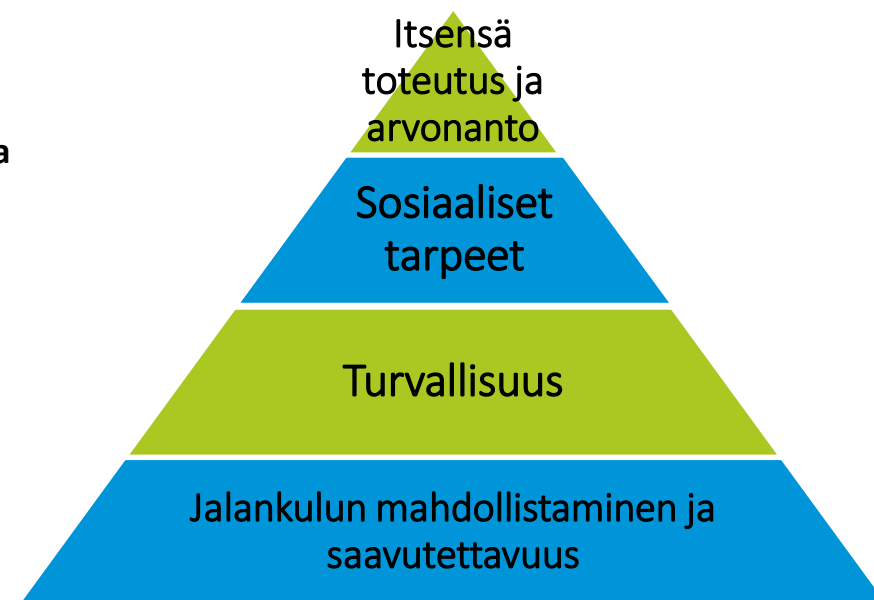 Itsensä
toteutus ja
arvonanto
a
Sosiaaliset
tarpeet
Turvallisuus
Jalankulun mahdollistaminen ja
saavutettavuus